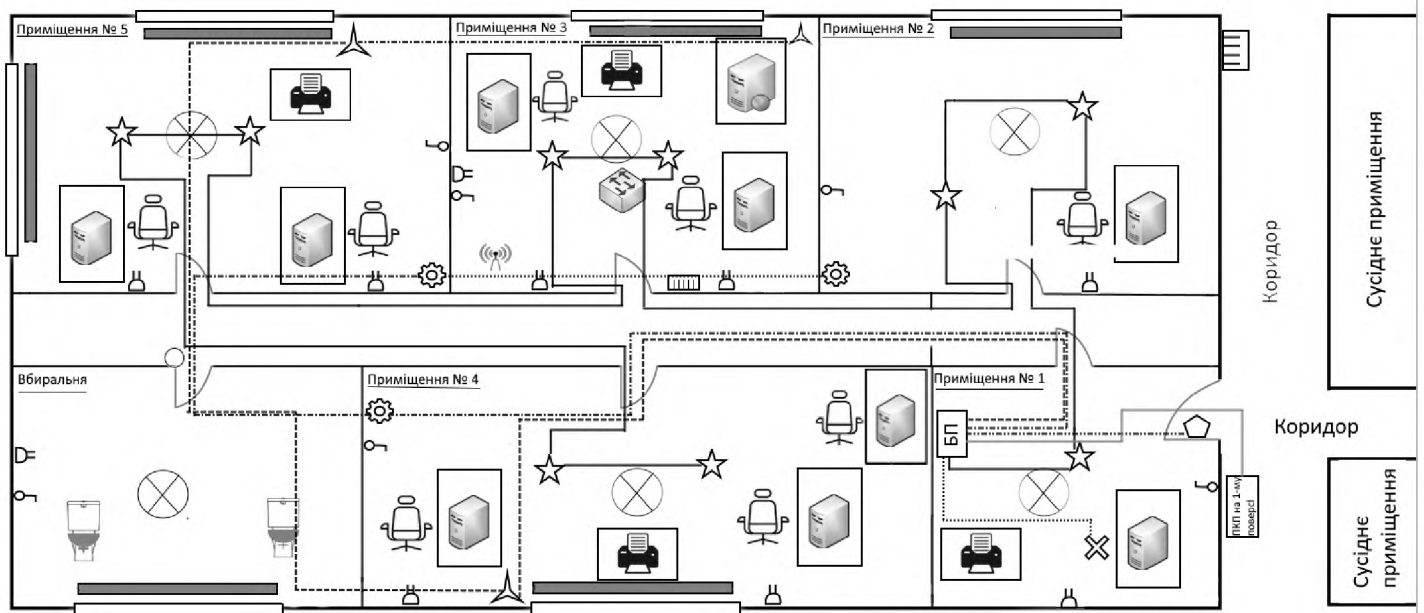 Приміщення № 5
Приміщення № 3
Приміщення № 2
Коридор
Сусіднє приміщення
Вбиральня
Приміщення № 4
Приміщення № 1
БП
Коридор
ПКП на 1-му
поверсі
Сусіднє
приміщення